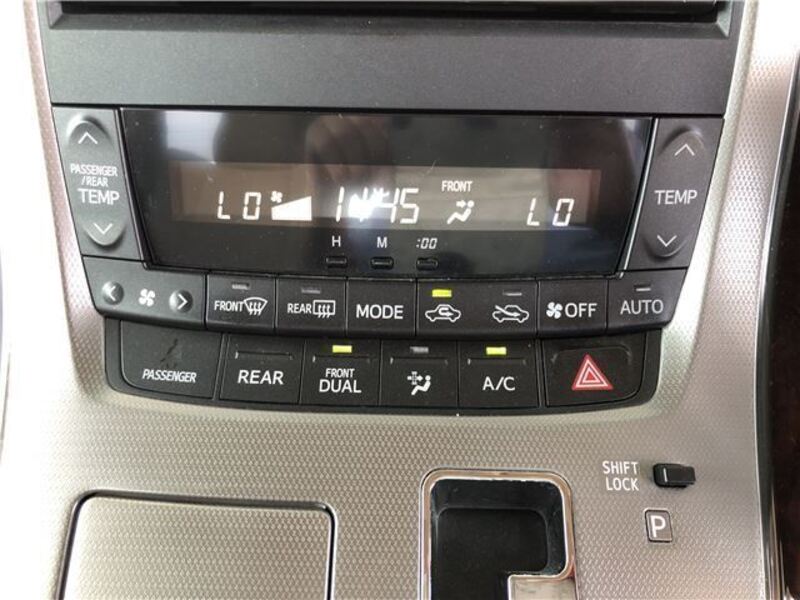 PASSENGER
/REAR
TEMP
LO
11:45
FRONT
LO
TEMP
H
M
:00
FRONT
REAR
MODE
OFF
AUTO
PASSENGER
REAR
FRONT
DUAL
A/C
SHIFT
LOCK
P